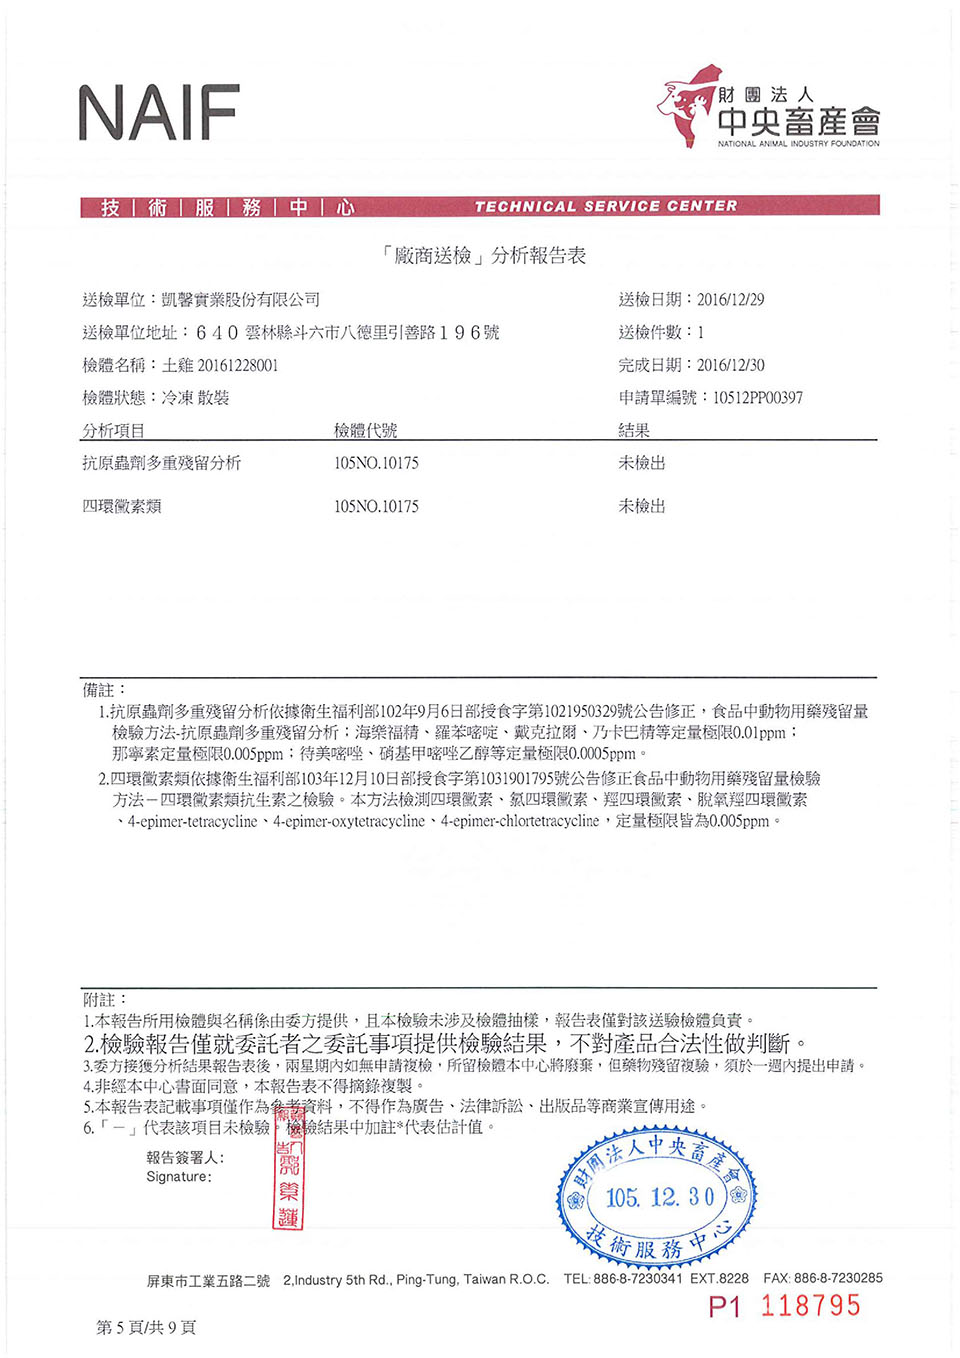 NAIF
財團法人
中央畜產會
NATIONAL ANIMAL INDUSTRY FOUNDATION
技｜術｜服｜務｜中｜心 TECHNICAL SERVICE CENTER
「廠商送檢」分析報告表
送檢單位：凱馨實業股份有限公司 送檢日期：2016/12/29
送檢單位地址：６４０ 雲林縣斗六市八德里引善路１９６號 送檢件數：1
檢體名稱：土雞 20161228001 完成日期：2016/12/30
檢體狀態：冷凍 散裝 申請單編號：10512PP00397
分析項目 檢體代號 結果
抗原蟲劑多重殘留分析 105NO.10175 未檢出
四環黴素類 105NO.10175 未檢出
備註：
1.抗原蟲劑多重殘留分析依據衛生福利部102年9月6日部授食字第1021950329號公告修正，食品中動物用藥殘留量
檢驗方法-抗原蟲劑多重殘留分析；海樂福精、羅苯嘧啶、戴克拉爾、乃卡巴精等定量極限0.01ppm；
那寧素定量極限0.005ppm；待美嘧唑、硝基甲嘧唑乙醇等定量極限0.0005ppm。
2.四環黴素類依據衛生福利部103年12月10日部授食字第1031901795號公告修正食品中動物用藥殘留量檢驗
方法－四環黴素類抗生素之檢驗。本方法檢測四環黴素、氯四環黴素、羥四環黴素、脫氧羥四環黴素
、4-epimer-tetracycline、4-epimer-oxytetracycline、4-epimer-chlortetracycline，定量極限皆為0.005ppm。
附註：
1.本報告所用檢體與名稱係由委方提供，且本檢驗未涉及檢體抽樣，報告表僅對該送驗檢體負責。
2.檢驗報告僅就委託者之委託事項提供檢驗結果，不對產品合法性做判斷。
3.委方接獲分析結果報告表後，兩星期內如無申請複檢，所留檢體本中心將廢棄，但藥物殘留複驗，須於一週內提出申請。
4.非經本中心書面同意，本報告表不得摘錄複製。
5.本報告表記載事項僅作為參考資料，不得作為廣告、法律訴訟、出版品等商業宣傳用途。
6.「－」代表該項目未檢驗。檢驗結果中加註*代表估計值。
報告簽署人：
Signature：
財團法人中央畜產會
105. 12. 30
技術服務中心
屏東市工業五路二號 2,Industry 5th Rd., Ping-Tung, Taiwan R.O.C. TEL: 886-8-7230341 EXT.8228 FAX: 886-8-7230285
P1 118795
第 5 頁/共 9 頁